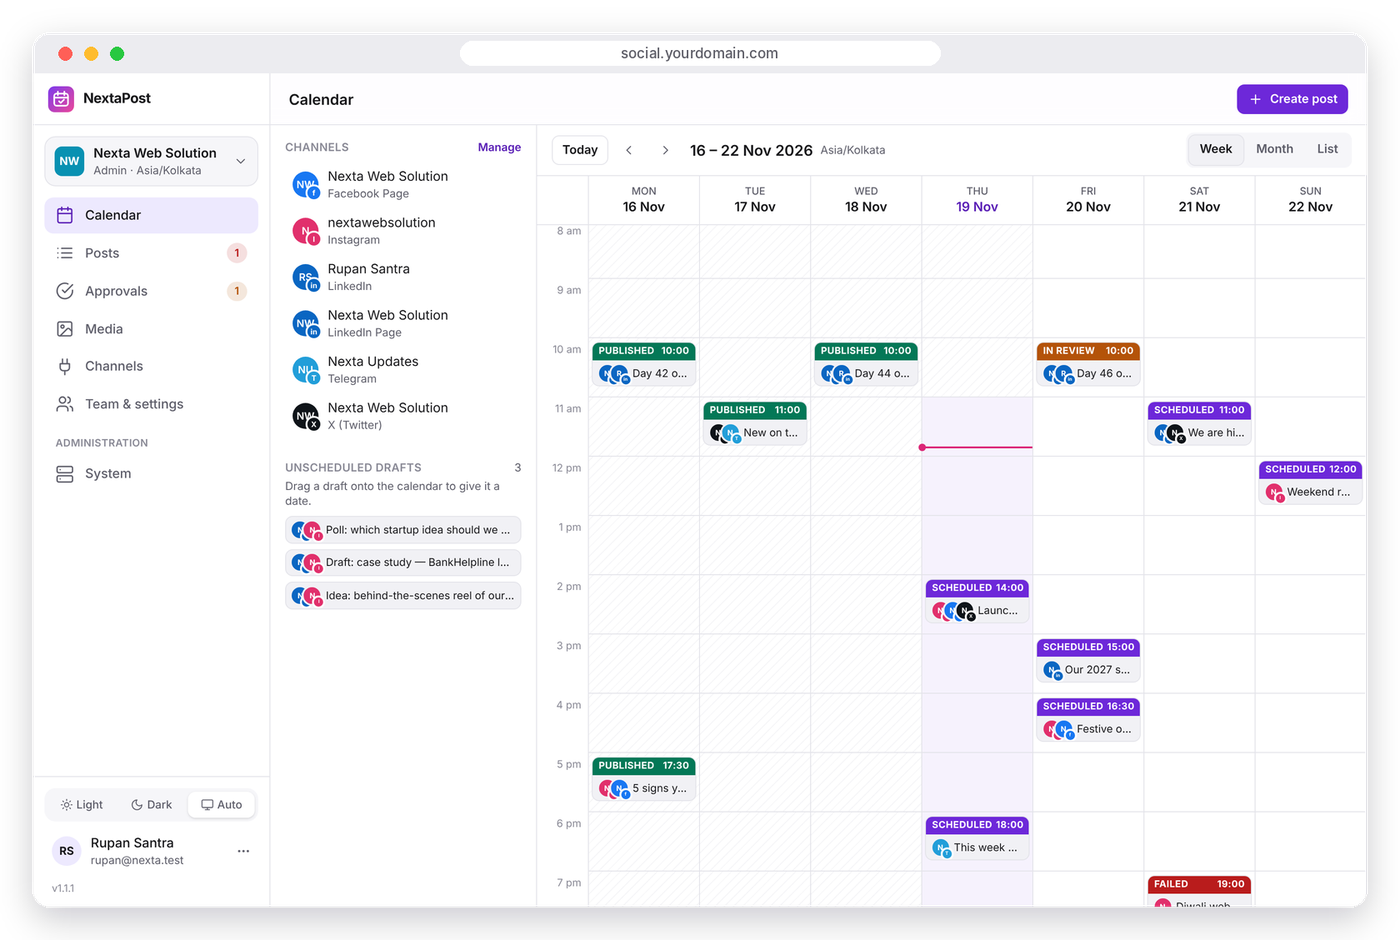 social.yourdomain.com
NextaPost
Calendar
+ Create post
NW
Nexta Web Solution
Admin · Asia/Kolkata
Calendar
Posts
1
Approvals
1
Media
Channels
Team & settings
ADMINISTRATION
System
Light
Dark
Auto
RS
Rupan Santra
rupan@nexta.test
v1.1.1
CHANNELS
Manage
Nexta Web Solution
Facebook Page
nextawebsolution
Instagram
Rupan Santra
LinkedIn
Nexta Web Solution
LinkedIn Page
Nexta Updates
Telegram
Nexta Web Solution
X (Twitter)
UNSCHEDULED DRAFTS 3
Drag a draft onto the calendar to give it a
date.
Poll: which startup idea should we ...
Draft: case study — BankHelpline I...
Idea: behind-the-scenes reel of our...
Today
16 – 22 Nov 2026 Asia/Kolkata
Week Month List
MON TUE WED THU FRI SAT SUN
16 Nov 17 Nov 18 Nov 19 Nov 20 Nov 21 Nov 22 Nov
8 am
9 am
10 am
PUBLISHED 10:00
Day 42 o...
PUBLISHED 10:00
Day 44 o...
IN REVIEW 10:00
Day 46 o...
11 am
PUBLISHED 11:00
New on t...
SCHEDULED 11:00
We are hi...
12 pm
SCHEDULED 12:00
Weekend r...
1 pm
2 pm
SCHEDULED 14:00
Launc...
3 pm
SCHEDULED 15:00
Our 2027 s...
4 pm
SCHEDULED 16:30
Festive o...
5 pm
PUBLISHED 17:30
5 signs y...
6 pm
SCHEDULED 18:00
This week ...
7 pm
FAILED 19:00
Diwali web